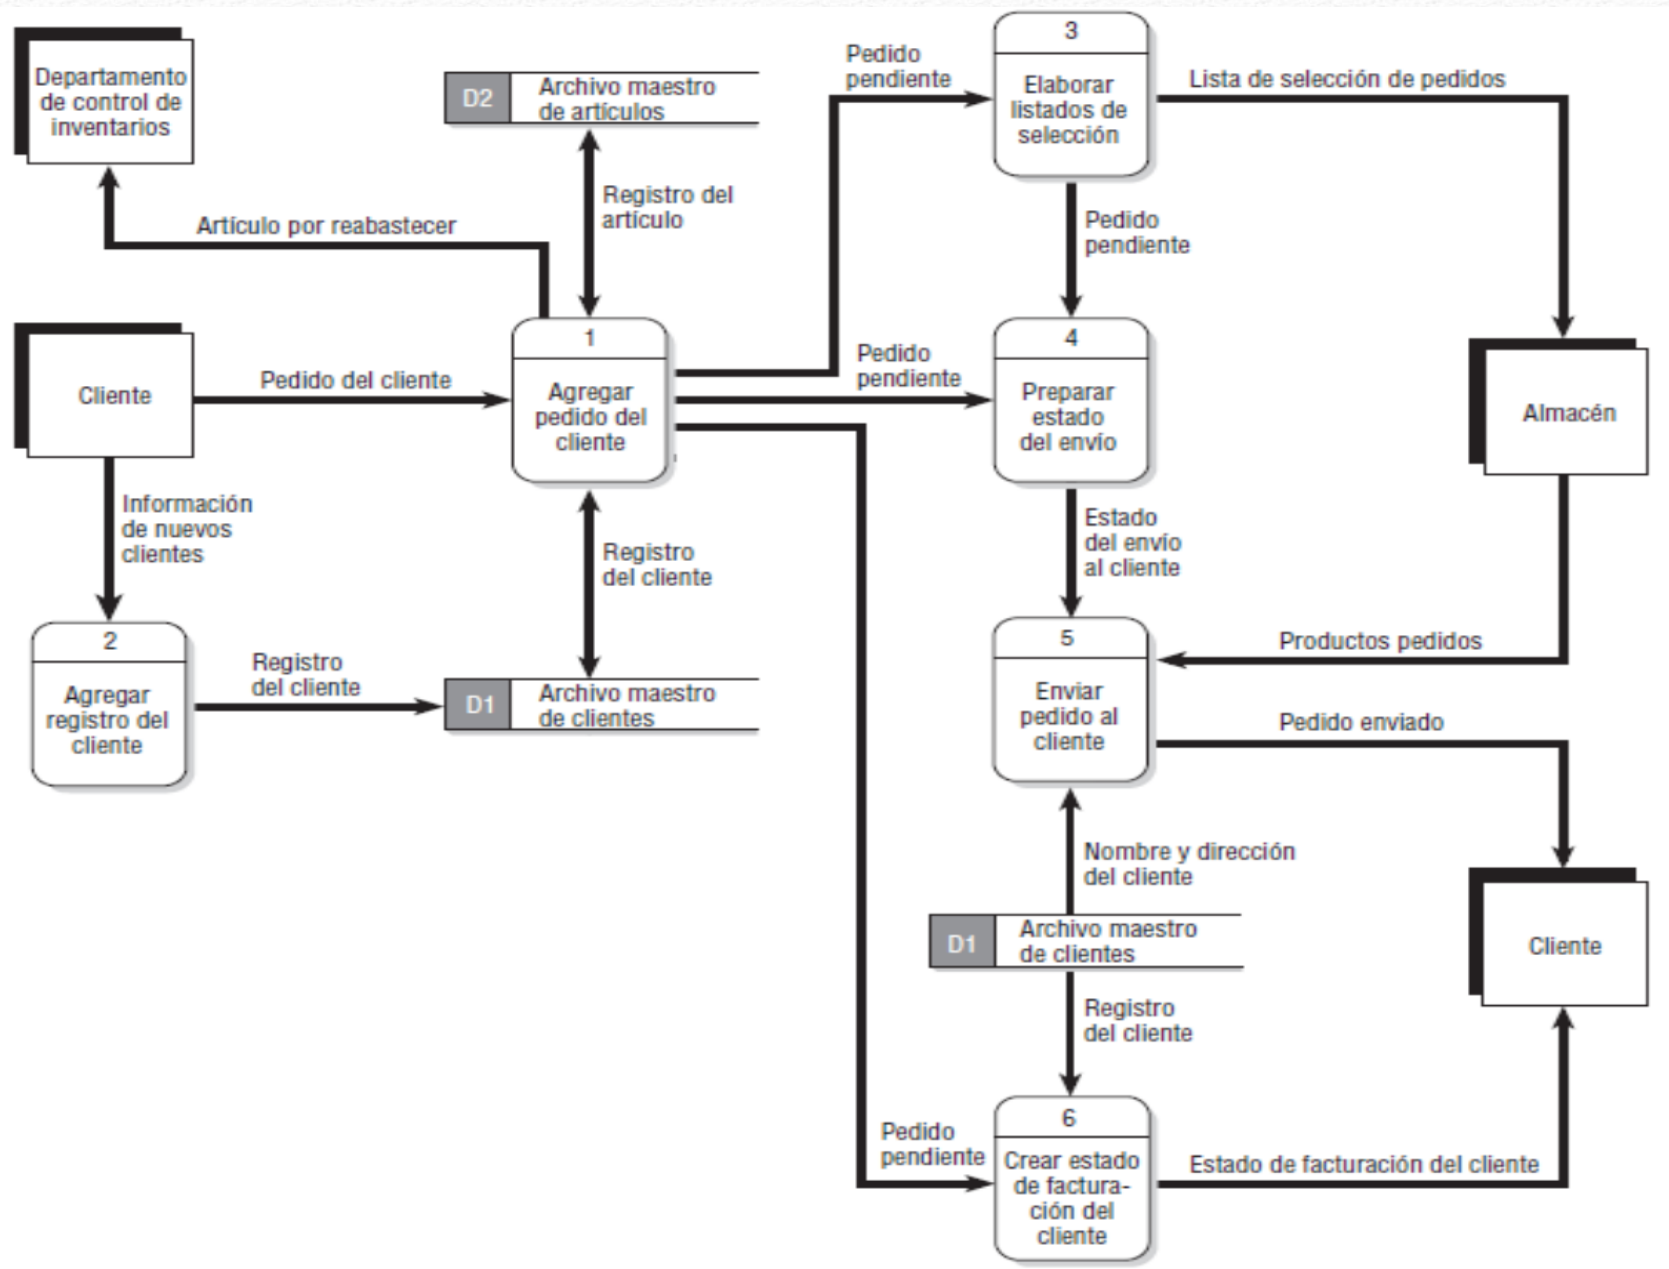 Departamento
de control de
inventarios
D2
Archivo maestro
de artículos
Pedido
pendiente
3
Elaborar
listados de
selección
Lista de selección de pedidos
Registro del
artículo
Artículo por reabastecer
Pedido
pendiente
Cliente
Pedido del cliente
1
Agregar
pedido del
cliente
Pedido
pendiente
4
Preparar
estado
del envío
Almacén
Información
de nuevos
clientes
Registro
del cliente
Estado
del envío
al cliente
2
Agregar
registro del
cliente
Registro
del cliente
D1
Archivo maestro
de clientes
5
Enviar
pedido al
cliente
Productos pedidos
Pedido enviado
Nombre y dirección
del cliente
D1
Archivo maestro
de clientes
Cliente
Registro
del cliente
Pedido
pendiente
6
Crear estado
de factura-
ción del
cliente
Estado de facturación del cliente